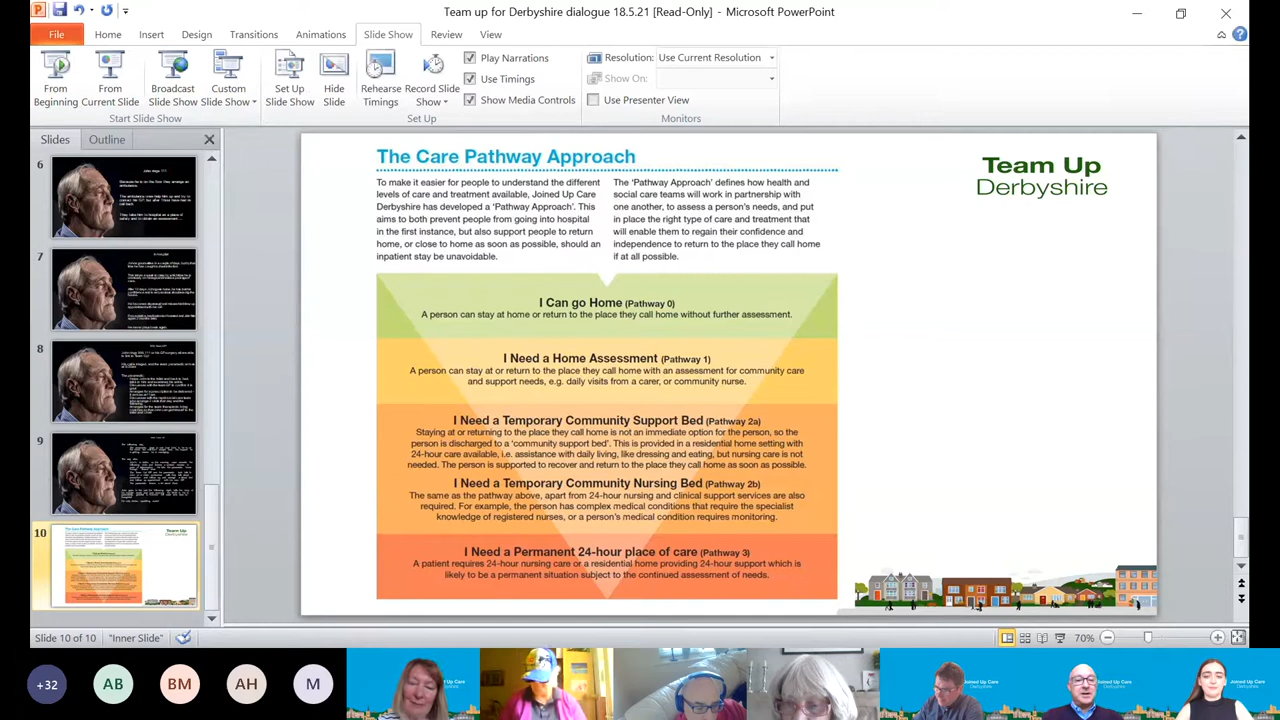 Team up for Derbyshire dialogue 18.5.21 [Read-Only] - Microsoft PowerPoint
File Home Insert Design Transitions Animations Slide Show Review View
From Beginning
From Current Slide
Broadcast Slide Show
Custom Slide Show
Set Up Slide Show
Hide Slide
Rehearse Timings
Record Slide Show
Play Narrations
Use Timings
Show Media Controls
Resolution: Use Current Resolution
Show On:
Use Presenter View
Start Slide Show
Set Up
Monitors
Slides Outline
6
7
8
9
10
The Care Pathway Approach
To make it easier for people to understand the different
levels of care and treatment available, Joined Up Care
Derbyshire has developed a 'Pathway Approach'. This
aims to both prevent people from going into hospital
in the first instance, but also support people to return
home, or close to home as soon as possible, should an
inpatient stay be unavoidable.
The 'Pathway Approach' defines how health and
social care teams will work in partnership with
one another, to assess a person's needs, and put
in place the right type of care and treatment that
will enable them to regain their confidence and
independence to return to the place they call home
if at all possible.
Team Up
Derbyshire
I Can go Home (Pathway 0)
A person can stay at home or return to the place they call home without further assessment.
I Need a Home Assessment (Pathway 1)
A person can stay at or return to the place they call home with an assessment for community care
and support needs, e.g. daily visits from a carer, or community nurse.
I Need a Temporary Community Support Bed (Pathway 2a)
Staying at or returning to the place they call home is not an immediate option for the person, so the
person is discharged to a 'community support bed'. This is provided in a residential home setting with
24-hour care available, i.e. assistance with daily living, like dressing and eating, but nursing care is not
needed. The person is supported to recover and return to the place they call home as soon as possible.
I Need a Temporary Community Nursing Bed (Pathway 2b)
The same as the pathway above, apart from 24-hour nursing and clinical support services are also
required. For example, the person has complex medical conditions that require the specialist
knowledge of registered nurses, or a person's medical condition requires monitoring.
I Need a Permanent 24-hour place of care (Pathway 3)
A patient requires 24-hour nursing care or a residential home providing 24-hour support which is
likely to be a permanent situation subject to the continued assessment of needs.
Slide 10 of 10 "Inner Slide" 70%
+32 AB BM AH M
Joined Up Care
Derbyshire
Joined Up Care
Derbyshire
Joined Up Care
Derbyshire